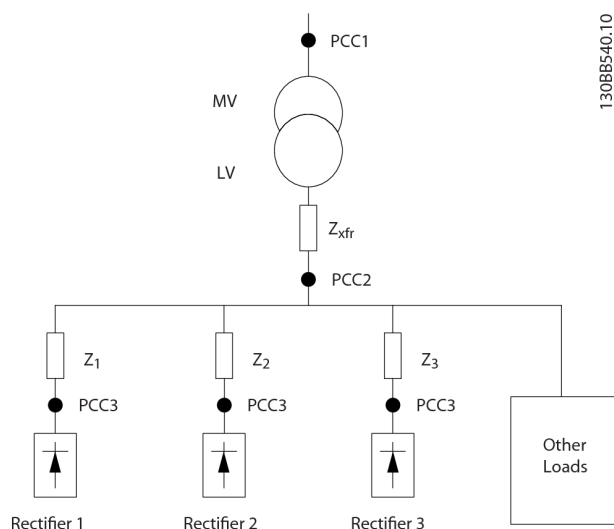 PCC1
130BB540.10
MV
LV
Zxfr
PCC2
Z1
Z2
Z3
PCC3
PCC3
PCC3
Other
Loads
Rectifier 1
Rectifier 2
Rectifier 3